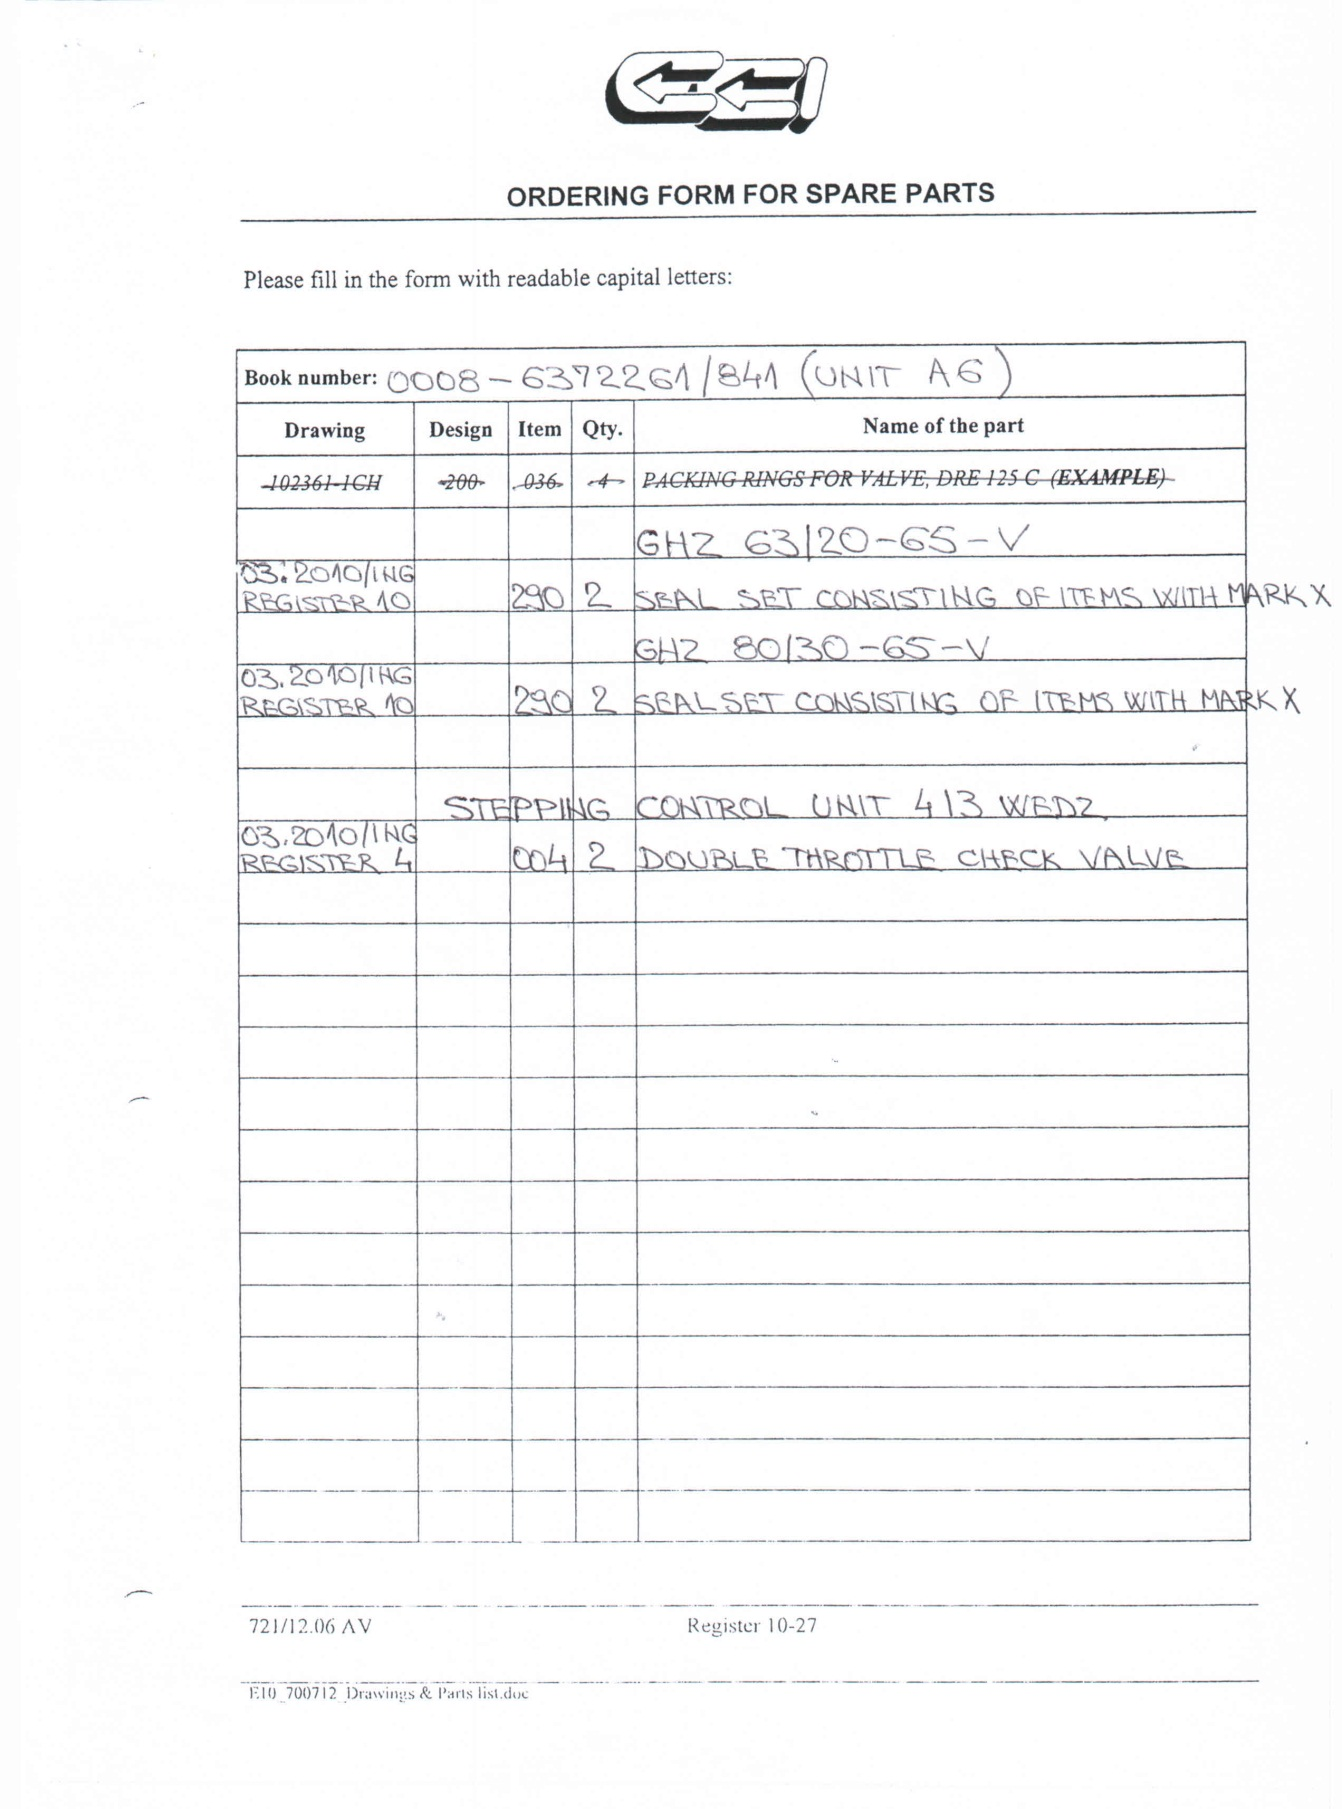 CCI
ORDERING FORM FOR SPARE PARTS
Please fill in the form with readable capital letters:
Book number: 0008-6372261/841 (UNIT A6)
Drawing Design Item Qty. Name of the part
102361-1CH 200 036 4 PACKING RINGS FOR VALVE, DRE 125 C (EXAMPLE)
GHZ 63/20-65-V
03.2010/ING
REGISTER 10 290 2 SEAL SET CONSISTING OF ITEMS WITH MARK X
GHZ 80/30-65-V
03.2010/ING
REGISTER 10 290 2 SEAL SET CONSISTING OF ITEMS WITH MARK X
STEPPING CONTROL UNIT 413 WEDZ
03.2010/ING
REGISTER 4 004 2 DOUBLE THROTTLE CHECK VALVE
721/12.06 AV Register 10-27
E10_700712_Drawings & Parts list.doc